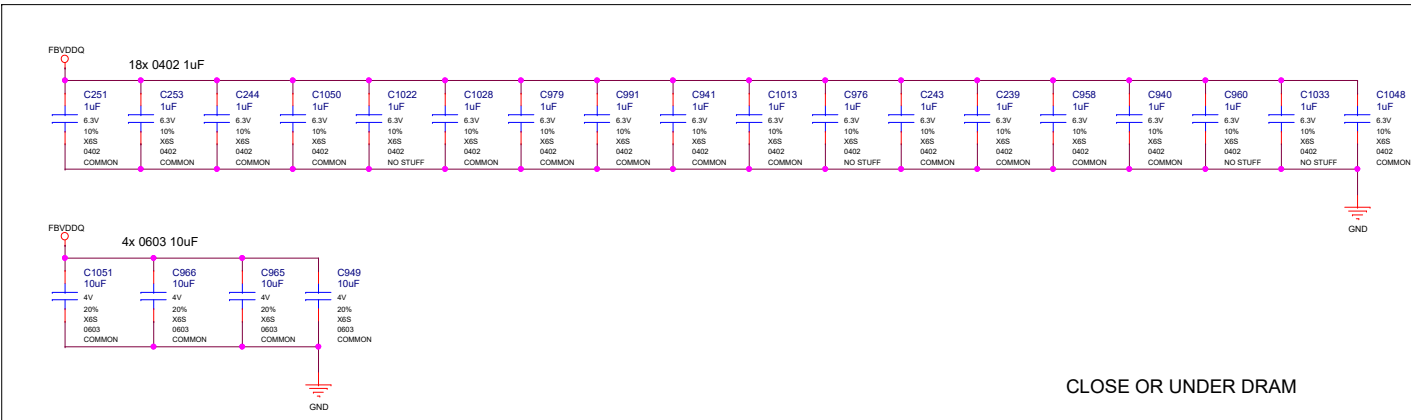 FBVDDQ
18x 0402 1uF
C251 C253 C244 C1050 C1022 C1028 C979 C991 C941 C1013 C976 C243 C239 C958 C940 C960 C1033 C1048
1uF 1uF 1uF 1uF 1uF 1uF 1uF 1uF 1uF 1uF 1uF 1uF 1uF 1uF 1uF 1uF 1uF 1uF
6.3V 6.3V 6.3V 6.3V 6.3V 6.3V 6.3V 6.3V 6.3V 6.3V 6.3V 6.3V 6.3V 6.3V 6.3V 6.3V 6.3V 6.3V
10% 10% 10% 10% 10% 10% 10% 10% 10% 10% 10% 10% 10% 10% 10% 10% 10% 10%
X6S X6S X6S X6S X6S X6S X6S X6S X6S X6S X6S X6S X6S X6S X6S X6S X6S X6S
0402 0402 0402 0402 0402 0402 0402 0402 0402 0402 0402 0402 0402 0402 0402 0402 0402 0402
COMMON COMMON COMMON COMMON NO STUFF COMMON COMMON COMMON COMMON COMMON NO STUFF COMMON COMMON COMMON COMMON NO STUFF NO STUFF COMMON
GND
FBVDDQ
4x 0603 10uF
C1051 C966 C965 C949
10uF 10uF 10uF 10uF
4V 4V 4V 4V
20% 20% 20% 20%
X6S X6S X6S X6S
0603 0603 0603 0603
COMMON COMMON COMMON COMMON
GND
CLOSE OR UNDER DRAM